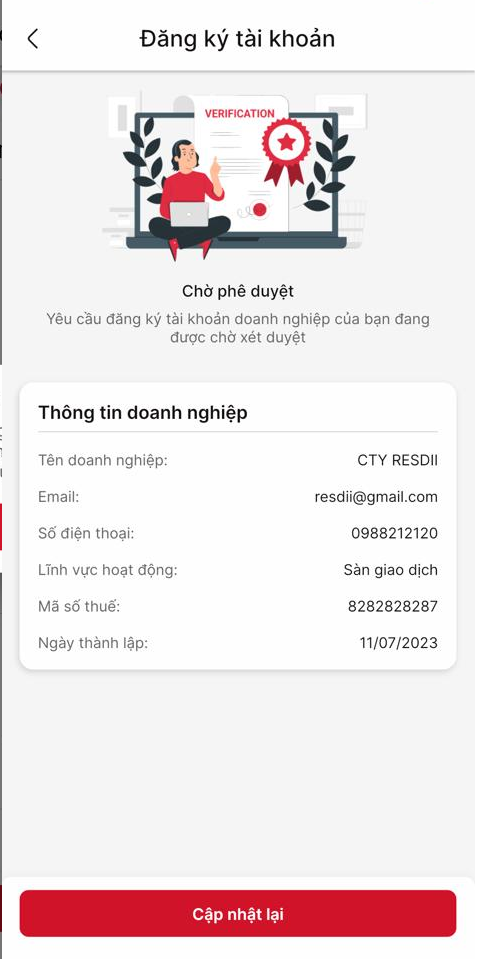 Đăng ký tài khoản
VERIFICATION
Chờ phê duyệt
Yêu cầu đăng ký tài khoản doanh nghiệp của bạn đang
được chờ xét duyệt
Thông tin doanh nghiệp
Tên doanh nghiệp: CTY RESDII
Email: resdii@gmail.com
Số điện thoại: 0988212120
Lĩnh vực hoạt động: Sàn giao dịch
Mã số thuế: 8282828287
Ngày thành lập: 11/07/2023
Cập nhật lại